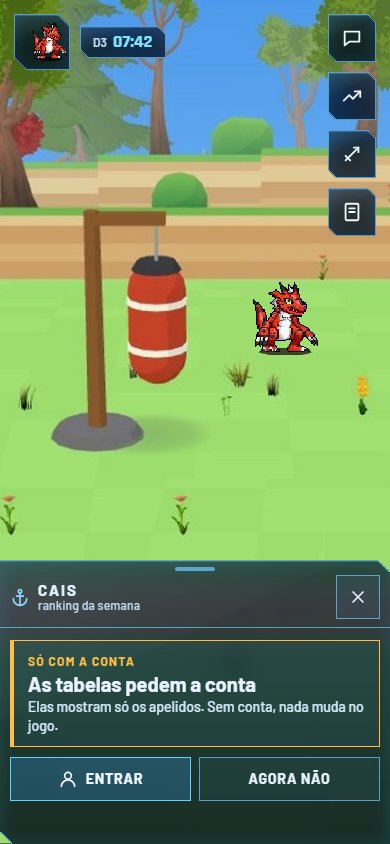 D3 07:42
CAIS
ranking da semana
SÓ COM A CONTA
As tabelas pedem a conta
Elas mostram só os apelidos. Sem conta, nada muda no
jogo.
ENTRAR
AGORA NÃO